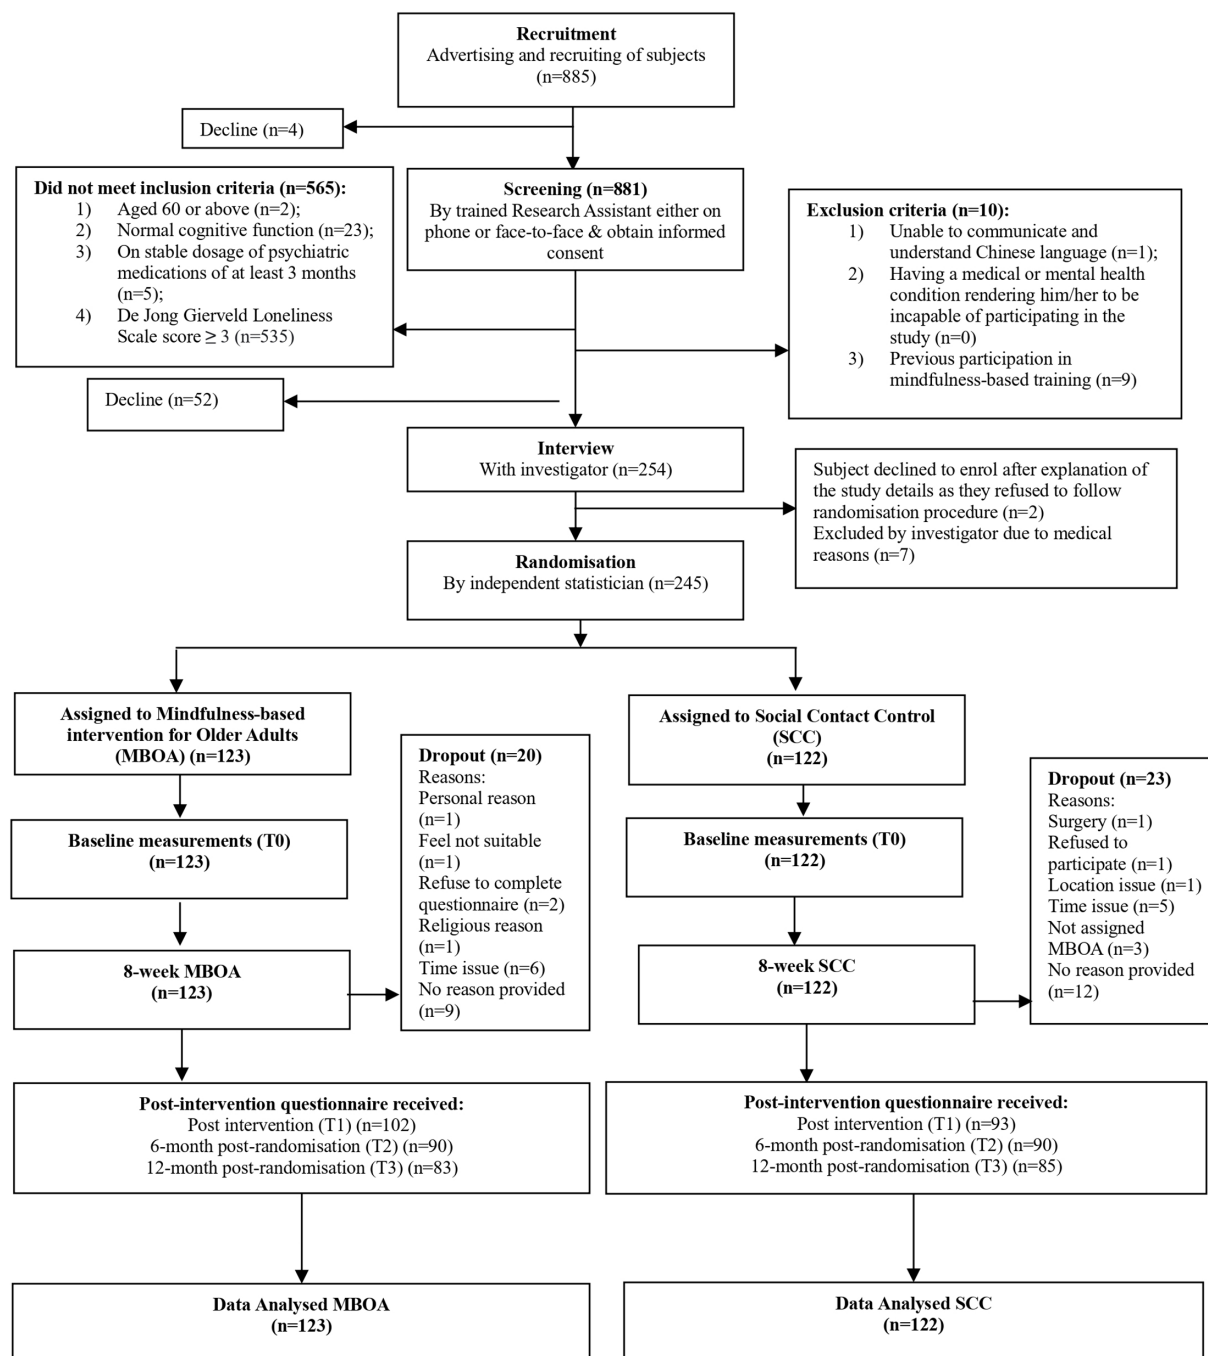 Recruitment
Advertising and recruiting of subjects
(n=885)
Decline (n=4)
Did not meet inclusion criteria (n=565):
1) Aged 60 or above (n=2);
2) Normal cognitive function (n=23);
3) On stable dosage of psychiatric
medications of at least 3 months
(n=5);
4) De Jong Gierveld Loneliness
Scale score ≥ 3 (n=535)
Screening (n=881)
By trained Research Assistant either on
phone or face-to-face & obtain informed
consent
Exclusion criteria (n=10):
1) Unable to communicate and
understand Chinese language (n=1);
2) Having a medical or mental health
condition rendering him/her to be
incapable of participating in the
study (n=0)
3) Previous participation in
mindfulness-based training (n=9)
Decline (n=52)
Interview
With investigator (n=254)
Subject declined to enrol after explanation of
the study details as they refused to follow
randomisation procedure (n=2)
Excluded by investigator due to medical
reasons (n=7)
Randomisation
By independent statistician (n=245)
Assigned to Mindfulness-based
intervention for Older Adults
(MBOA) (n=123)
Assigned to Social Contact Control
(SCC)
(n=122)
Dropout (n=20)
Reasons:
Personal reason
(n=1)
Feel not suitable
(n=1)
Refuse to complete
questionnaire (n=2)
Religious reason
(n=1)
Time issue (n=6)
No reason provided
(n=9)
Dropout (n=23)
Reasons:
Surgery (n=1)
Refused to
participate (n=1)
Location issue (n=1)
Time issue (n=5)
Not assigned
MBOA (n=3)
No reason provided
(n=12)
Baseline measurements (T0)
(n=123)
Baseline measurements (T0)
(n=122)
8-week MBOA
(n=123)
8-week SCC
(n=122)
Post-intervention questionnaire received:
Post intervention (T1) (n=102)
6-month post-randomisation (T2) (n=90)
12-month post-randomisation (T3) (n=83)
Post-intervention questionnaire received:
Post intervention (T1) (n=93)
6-month post-randomisation (T2) (n=90)
12-month post-randomisation (T3) (n=85)
Data Analysed MBOA
(n=123)
Data Analysed SCC
(n=122)